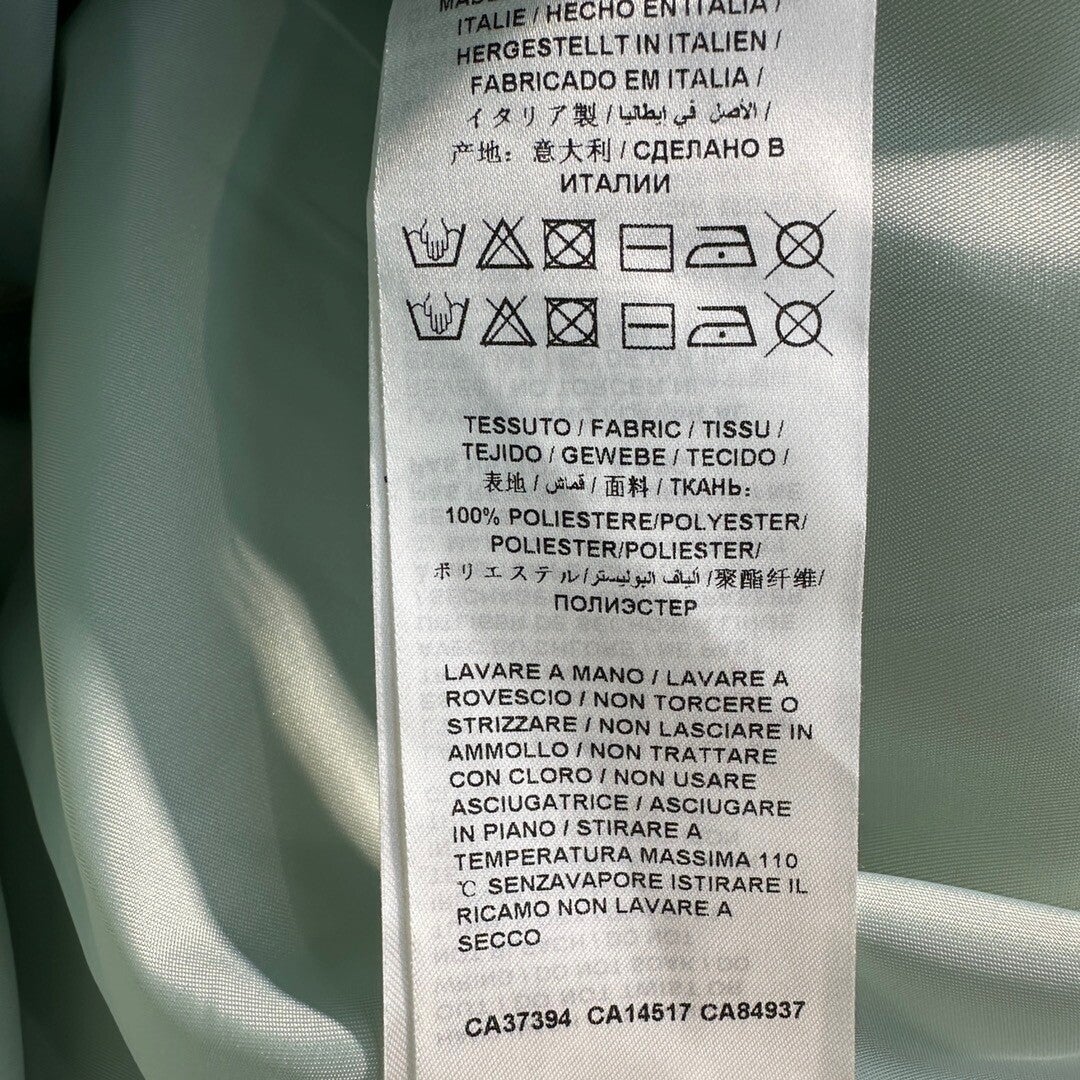 ITALIE / HECHO EN ITALIA /
HERGESTELLT IN ITALIEN /
FABRICADO EM ITALIA /
イタリア製 / الأصل في ايطاليا /
产地：意大利 / СДЕЛАНО В
ИТАЛИИ
TESSUTO / FABRIC / TISSU /
TEJIDO / GEWEBE / TECIDO /
表地 / قماش / 面料 / ТКАНЬ:
100% POLIESTERE/POLYESTER/
POLIESTER/POLIESTER/
ポリエステル/ألياف البوليستر/聚酯纤维/
ПОЛИЭСТЕР
LAVARE A MANO / LAVARE A
ROVESCIO / NON TORCERE O
STRIZZARE / NON LASCIARE IN
AMMOLLO / NON TRATTARE
CON CLORO / NON USARE
ASCIUGATRICE / ASCIUGARE
IN PIANO / STIRARE A
TEMPERATURA MASSIMA 110
℃ SENZAVAPORE ISTIRARE IL
RICAMO NON LAVARE A
SECCO
CA37394 CA14517 CA84937